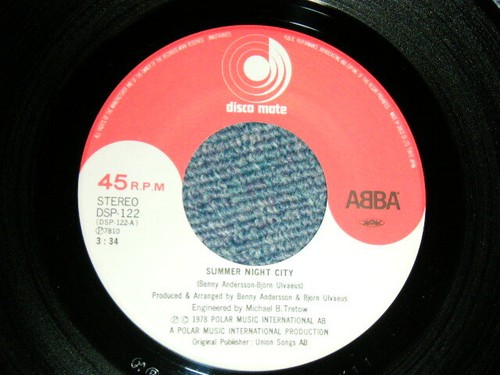 disco mate
45 R.P.M
STEREO
DSP-122
(DSP-122-A)
Ⓟ7810
3:34
ABBA
SUMMER NIGHT CITY
(Benny Andersson-Bjorn Ulvaeus)
Produced & Arranged by Benny Andersson & Bjorn Ulvaeus
Engineered by Michael B. Tretow
Ⓟ © 1978 POLAR MUSIC INTERNATIONAL AB
A POLAR MUSIC INTERNATIONAL PRODUCTION
Original Publisher : Union Songs AB